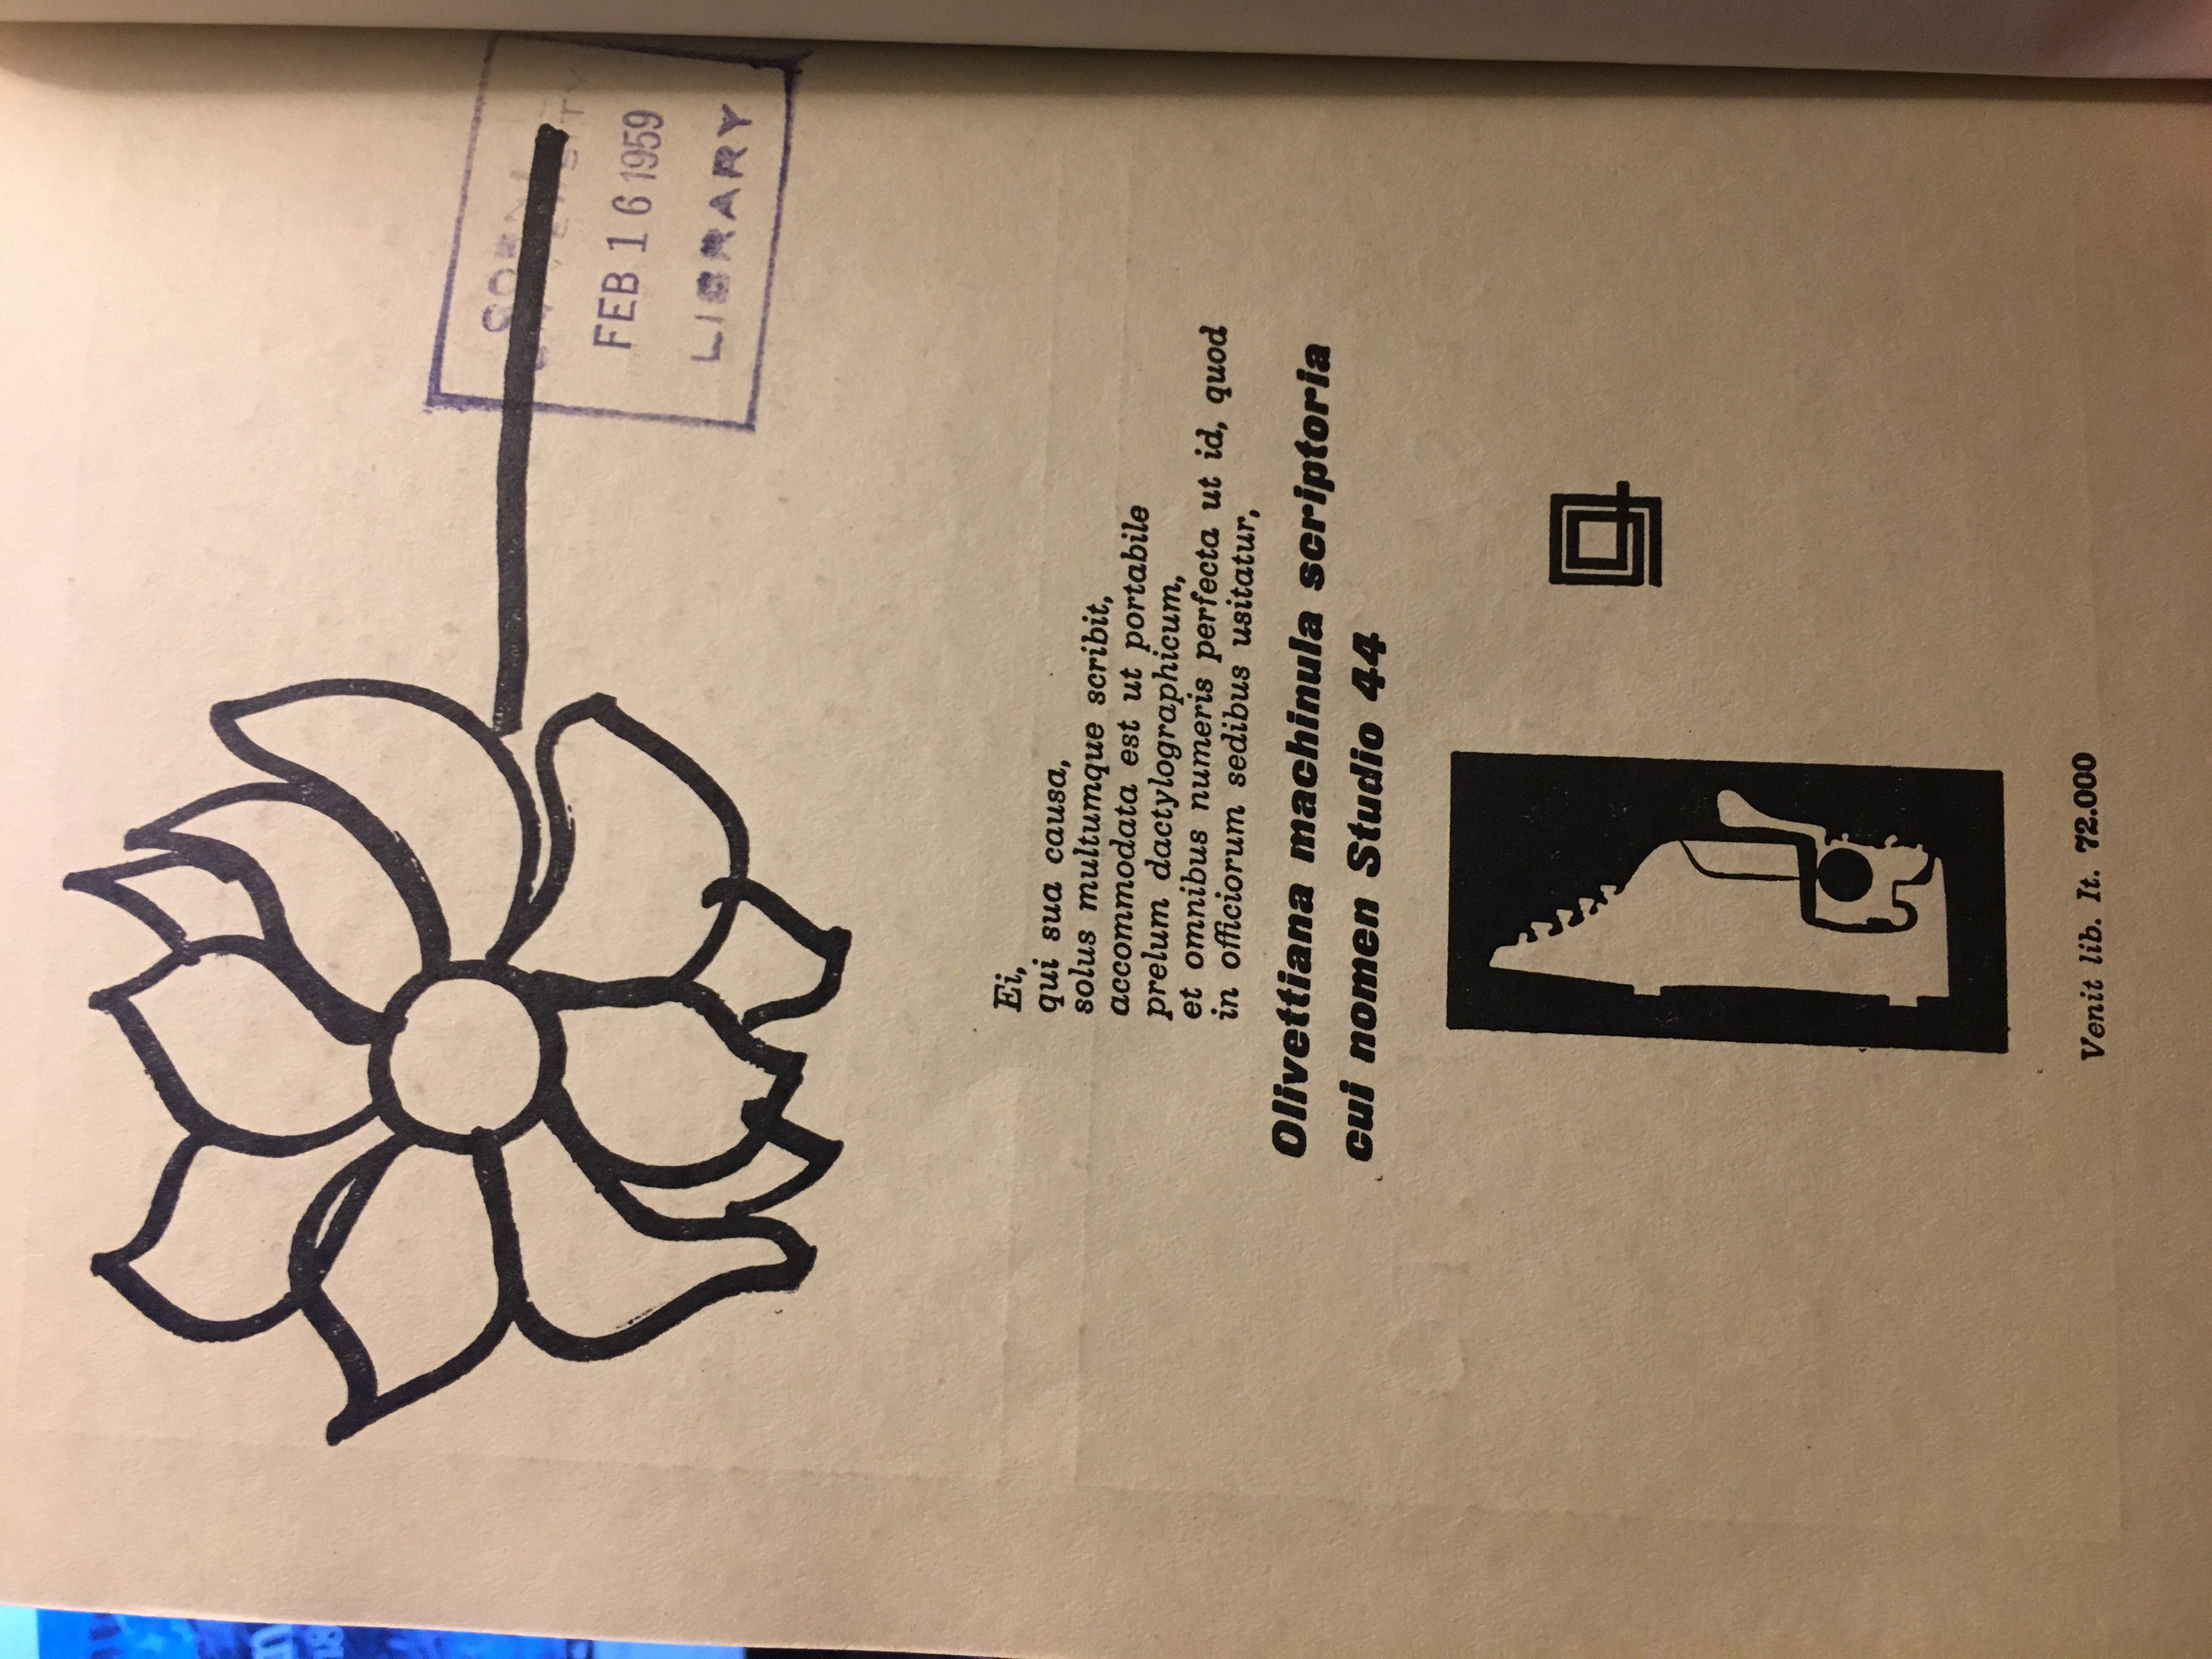 FEB 16 1959
LIBRARY
Ei,
qui sua causa,
solus multumque scribit,
accommodata est ut portabile
prelum dactylographicum,
et omnibus numeris perfecta ut id, quod
in officiorum sedibus usitatur,
Olivettiana machinula scriptoria
cui nomen Studio 44
Venit lib. It. 72.000